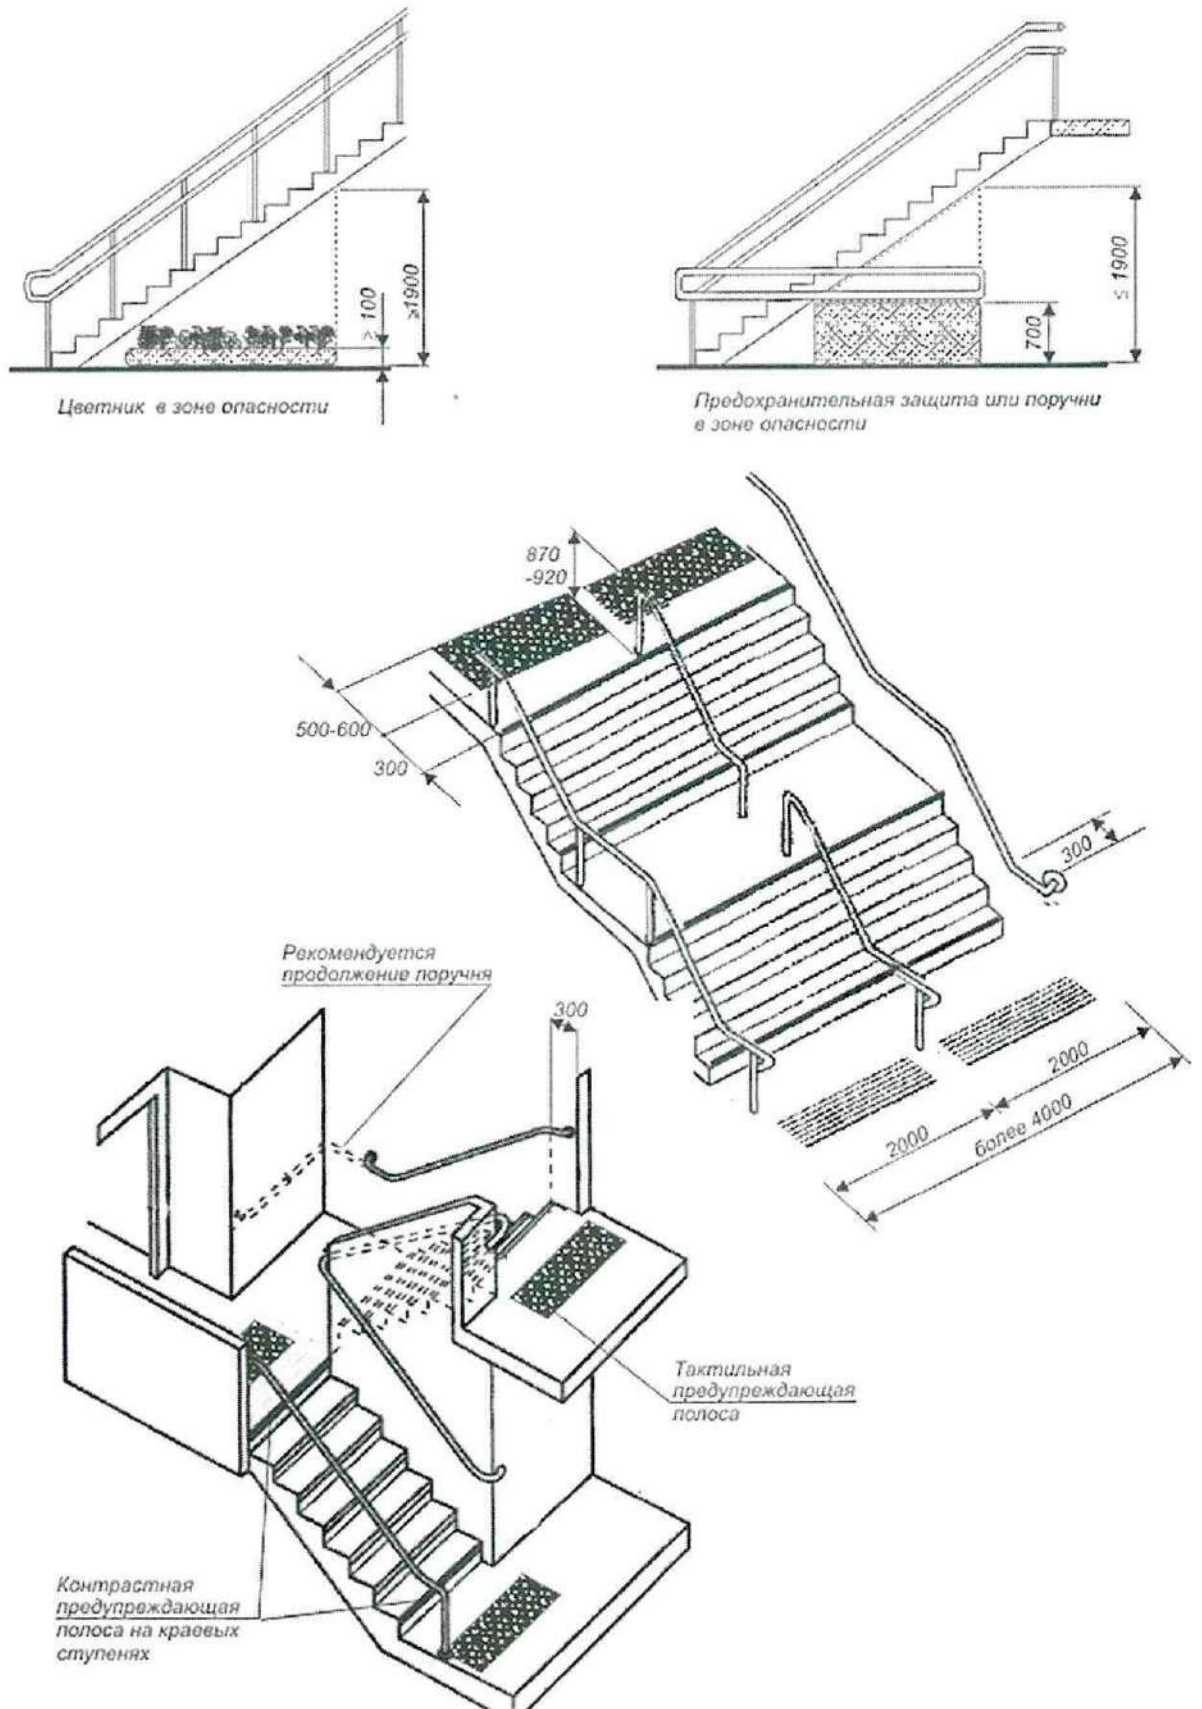 ≥1900
≥ 100
Цветник в зоне опасности
≤ 1900
700
Предохранительная защита или поручни
в зоне опасности
870
-920
500-600
300
300
2000
2000
более 4000
Рекомендуется
продолжение поручня
300
Тактильная
предупреждающая
полоса
Контрастная
предупреждающая
полоса на краевых
ступенях